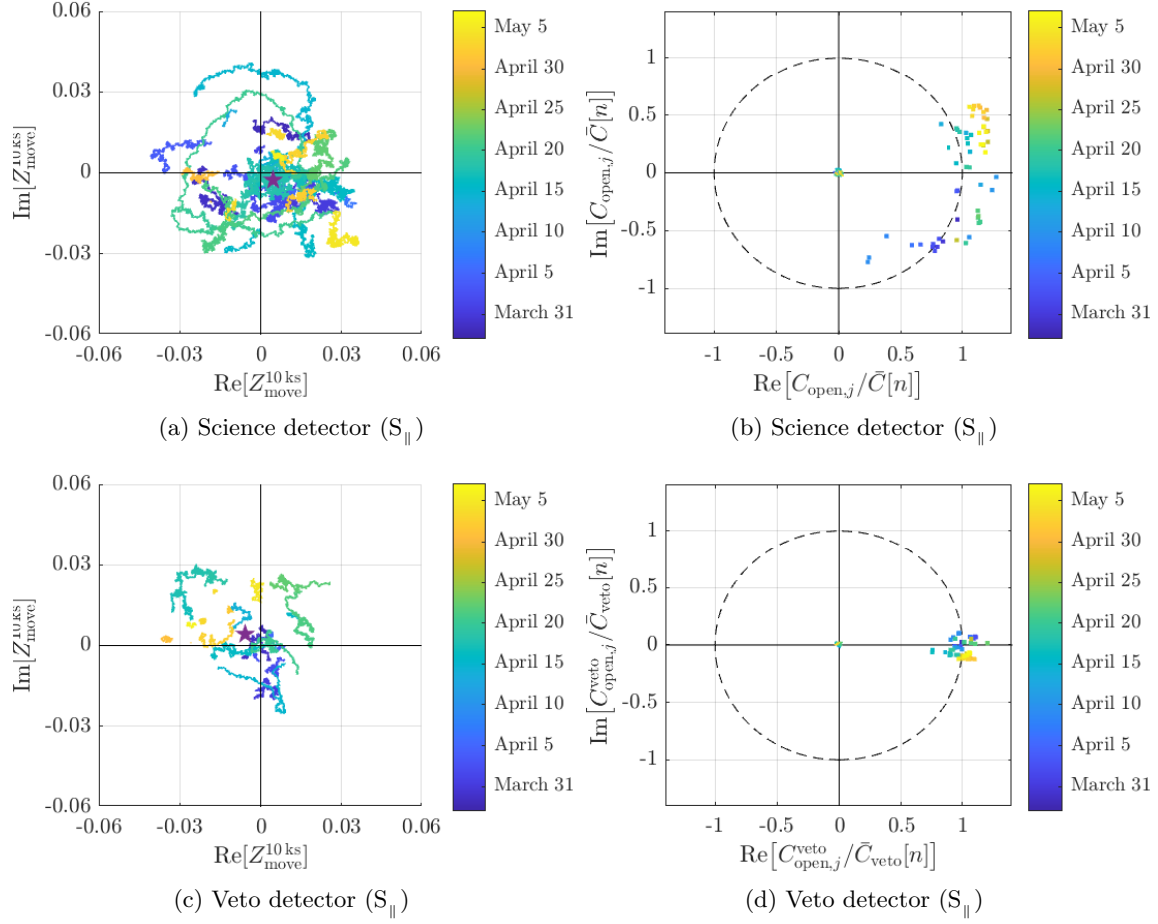 0.06
0.03
0
-0.03
-0.06
-0.06
-0.03
0
0.03
0.06
Im[Z_move^{10 ks}]
Re[Z_move^{10 ks}]
May 5
April 30
April 25
April 20
April 15
April 10
April 5
March 31
(a) Science detector (S_∥)
1
0.5
0
-0.5
-1
-1
-0.5
0
0.5
1
Im[C_{open,j}/C̄[n]]
Re[C_{open,j}/C̄[n]]
May 5
April 30
April 25
April 20
April 15
April 10
April 5
March 31
(b) Science detector (S_∥)
0.06
0.03
0
-0.03
-0.06
-0.06
-0.03
0
0.03
0.06
Im[Z_move^{10 ks}]
Re[Z_move^{10 ks}]
May 5
April 30
April 25
April 20
April 15
April 10
April 5
March 31
(c) Veto detector (S_∥)
1
0.5
0
-0.5
-1
-1
-0.5
0
0.5
1
Im[C_{open,j}^{veto}/C̄_veto[n]]
Re[C_{open,j}^{veto}/C̄_veto[n]]
May 5
April 30
April 25
April 20
April 15
April 10
April 5
March 31
(d) Veto detector (S_∥)